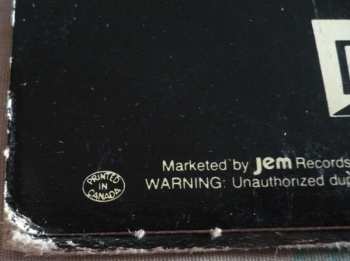 Marketed by Jem Records
WARNING: Unauthorized dup
PRINTED
IN
CANADA